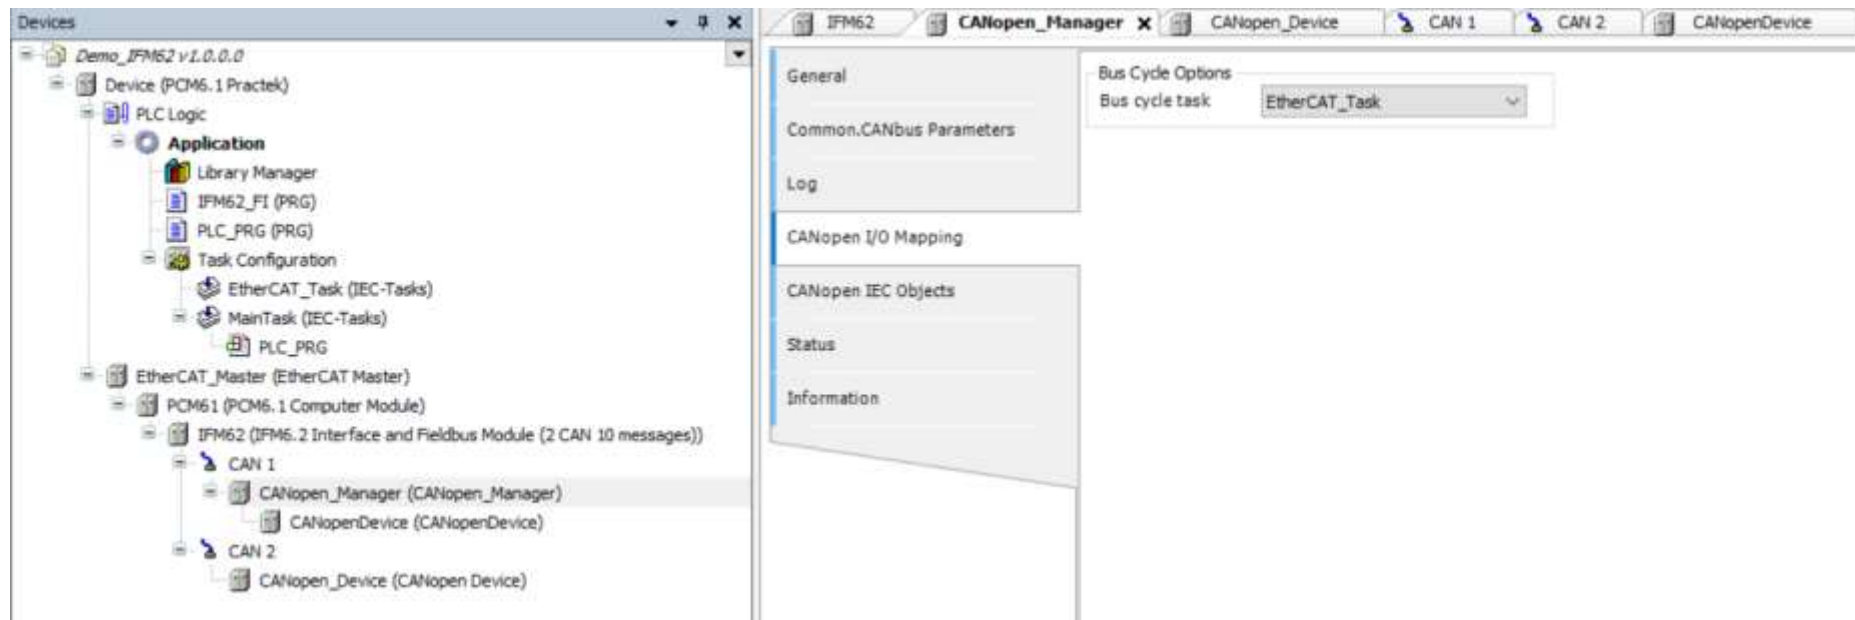 Devices
Demo_IFM62 v1.0.0.0
Device (PCM6.1 Practek)
PLC Logic
Application
Library Manager
IFM62_FI (PRG)
PLC_PRG (PRG)
Task Configuration
EtherCAT_Task (IEC-Tasks)
MainTask (IEC-Tasks)
PLC_PRG
EtherCAT_Master (EtherCAT Master)
PCM61 (PCM6.1 Computer Module)
IFM62 (IFM6.2 Interface and Fieldbus Module (2 CAN 10 messages))
CAN 1
CANopen_Manager (CANopen_Manager)
CANopenDevice (CANopenDevice)
CAN 2
CANopen_Device (CANopen Device)
IFM62 CANopen_Manager CANopen_Device CAN 1 CAN 2 CANopenDevice
General
Common.CANbus Parameters
Log
CANopen I/O Mapping
CANopen IEC Objects
Status
Information
Bus Cycle Options
Bus cycle task EtherCAT_Task